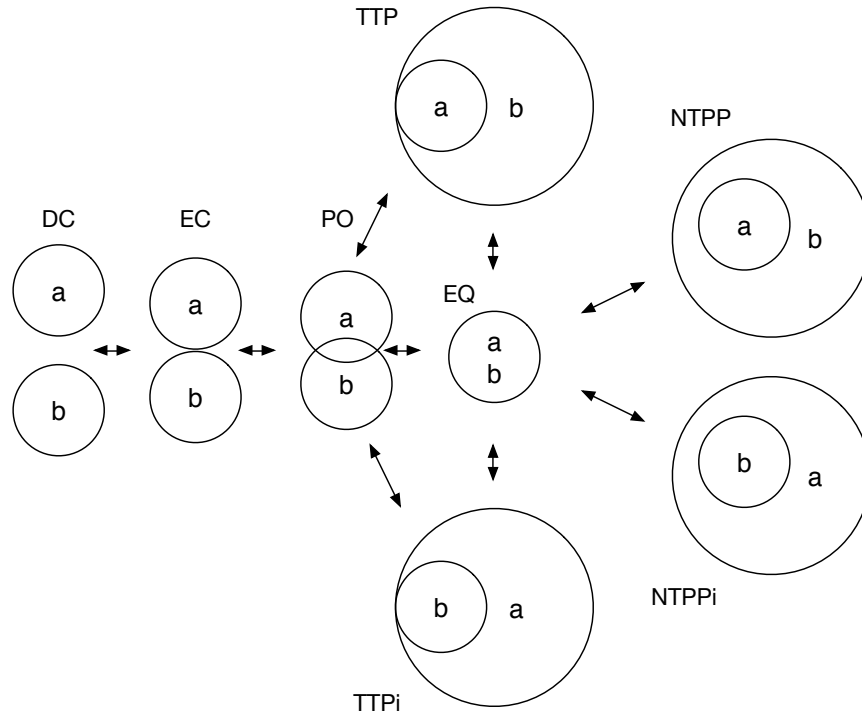 TTP
a b
NTPP
a b
DC EC PO
a a a
EQ
a
b
b b b
b a
NTPPi
b a
TTPi